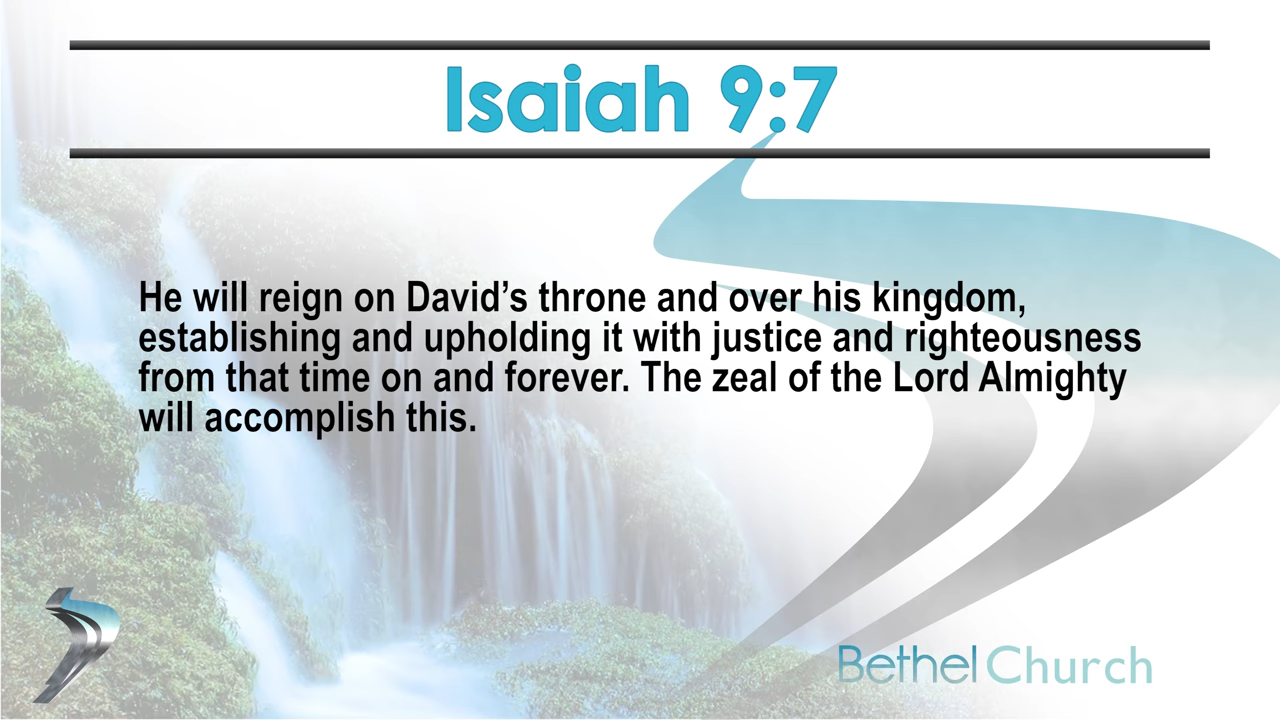 Isaiah 9:7
He will reign on David’s throne and over his kingdom,
establishing and upholding it with justice and righteousness
from that time on and forever. The zeal of the Lord Almighty
will accomplish this.
Bethel Church